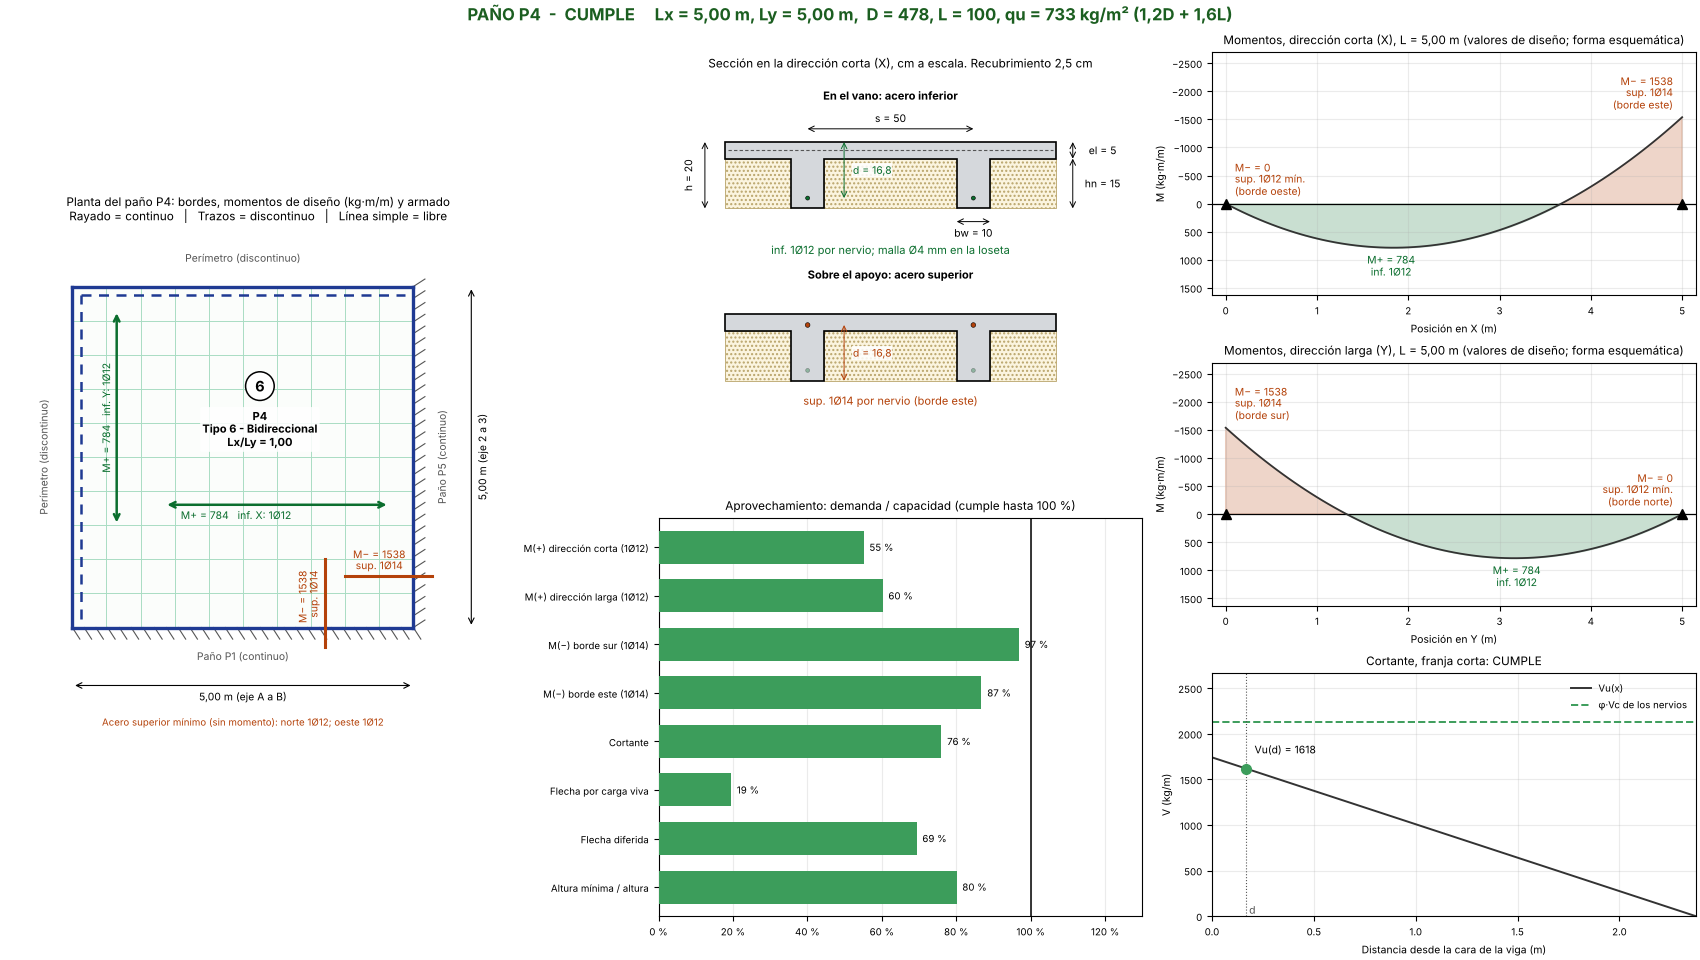 PAÑO P4 - CUMPLE Lx = 5,00 m, Ly = 5,00 m, D = 478, L = 100, qu = 733 kg/m² (1,2D + 1,6L)
Planta del paño P4: bordes, momentos de diseño (kg·m/m) y armado
Rayado = continuo | Trazos = discontinuo | Línea simple = libre
Perímetro (discontinuo)
Perímetro (discontinuo)
M+ = 784 inf. Y: 1Ø12
6
P4
Tipo 6 - Bidireccional
Lx/Ly = 1,00
M+ = 784 inf. X: 1Ø12
M− = 1538
sup. 1Ø14
M− = 1538
sup. 1Ø14
Paño P5 (continuo)
5,00 m (eje 2 a 3)
Paño P1 (continuo)
5,00 m (eje A a B)
Acero superior mínimo (sin momento): norte 1Ø12; oeste 1Ø12
Sección en la dirección corta (X), cm a escala. Recubrimiento 2,5 cm
En el vano: acero inferior
s = 50
h = 20
d = 16,8
el = 5
hn = 15
bw = 10
inf. 1Ø12 por nervio; malla Ø4 mm en la loseta
Sobre el apoyo: acero superior
d = 16,8
sup. 1Ø14 por nervio (borde este)
Aprovechamiento: demanda / capacidad (cumple hasta 100 %)
M(+) dirección corta (1Ø12)
55 %
M(+) dirección larga (1Ø12)
60 %
M(−) borde sur (1Ø14)
97 %
M(−) borde este (1Ø14)
87 %
Cortante
76 %
Flecha por carga viva
19 %
Flecha diferida
69 %
Altura mínima / altura
80 %
0 % 20 % 40 % 60 % 80 % 100 % 120 %
Momentos, dirección corta (X), L = 5,00 m (valores de diseño; forma esquemática)
M (kg·m/m)
−2500
−2000
−1500
−1000
−500
0
500
1000
1500
M− = 0
sup. 1Ø12 mín.
(borde oeste)
M− = 1538
sup. 1Ø14
(borde este)
M+ = 784
inf. 1Ø12
0 1 2 3 4 5
Posición en X (m)
Momentos, dirección larga (Y), L = 5,00 m (valores de diseño; forma esquemática)
M (kg·m/m)
−2500
−2000
−1500
−1000
−500
0
500
1000
1500
M− = 1538
sup. 1Ø14
(borde sur)
M− = 0
sup. 1Ø12 mín.
(borde norte)
M+ = 784
inf. 1Ø12
0 1 2 3 4 5
Posición en Y (m)
Cortante, franja corta: CUMPLE
V (kg/m)
2500
2000
1500
1000
500
0
Vu(x)
φ·Vc de los nervios
Vu(d) = 1618
d
0.0 0.5 1.0 1.5 2.0
Distancia desde la cara de la viga (m)